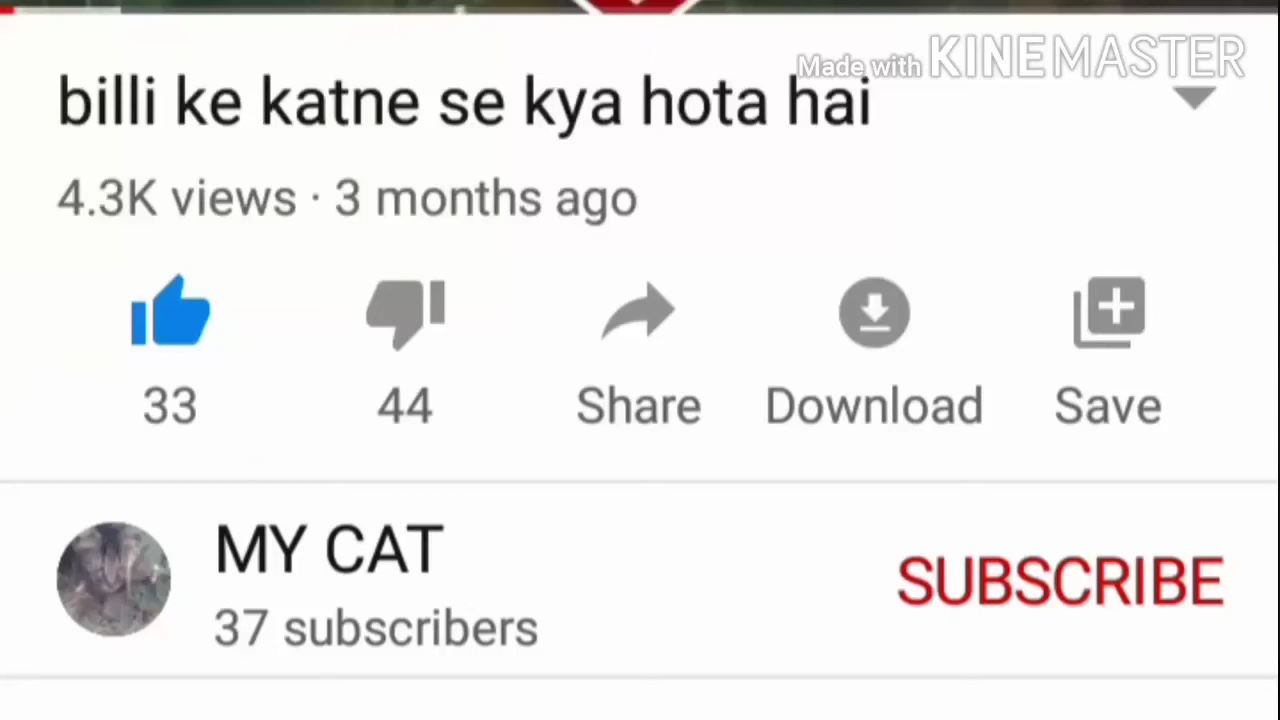 Made with KINEMASTER
billi ke katne se kya hota hai
4.3K views · 3 months ago
33 44 Share Download Save
MY CAT
37 subscribers
SUBSCRIBE